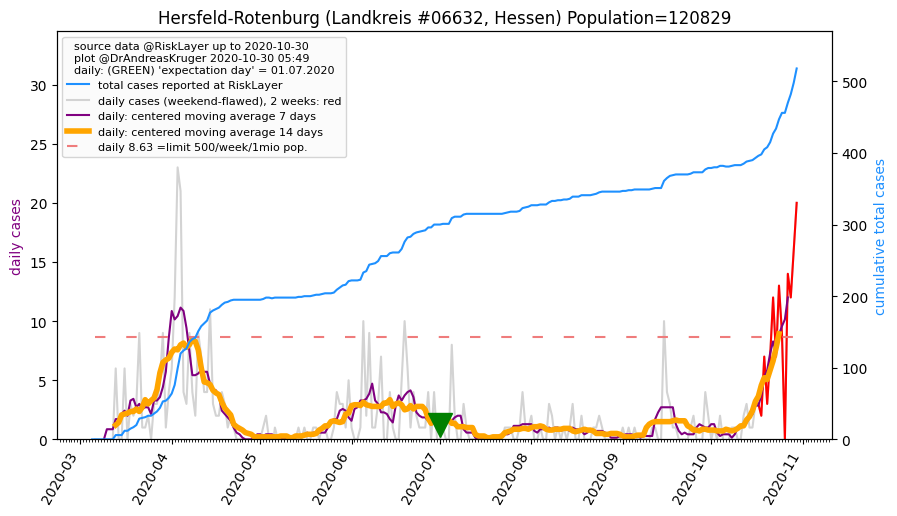 Hersfeld-Rotenburg (Landkreis #06632, Hessen) Population=120829
source data @RiskLayer up to 2020-10-30
plot @DrAndreasKruger 2020-10-30 05:49
daily: (GREEN) 'expectation day' = 01.07.2020
total cases reported at RiskLayer
daily cases (weekend-flawed), 2 weeks: red
daily: centered moving average 7 days
daily: centered moving average 14 days
daily 8.63 =limit 500/week/1mio pop.
daily cases
30
25
20
15
10
5
0
500
400
300
200
100
0
cumulative total cases
2020-03
2020-04
2020-05
2020-06
2020-07
2020-08
2020-09
2020-10
2020-11